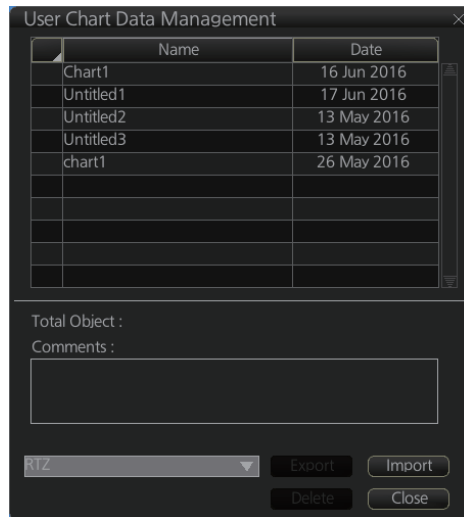 User Chart Data Management
Name Date
Chart1 16 Jun 2016
Untitled1 17 Jun 2016
Untitled2 13 May 2016
Untitled3 13 May 2016
chart1 26 May 2016
Total Object :
Comments :
RTZ Export Import
Delete Close